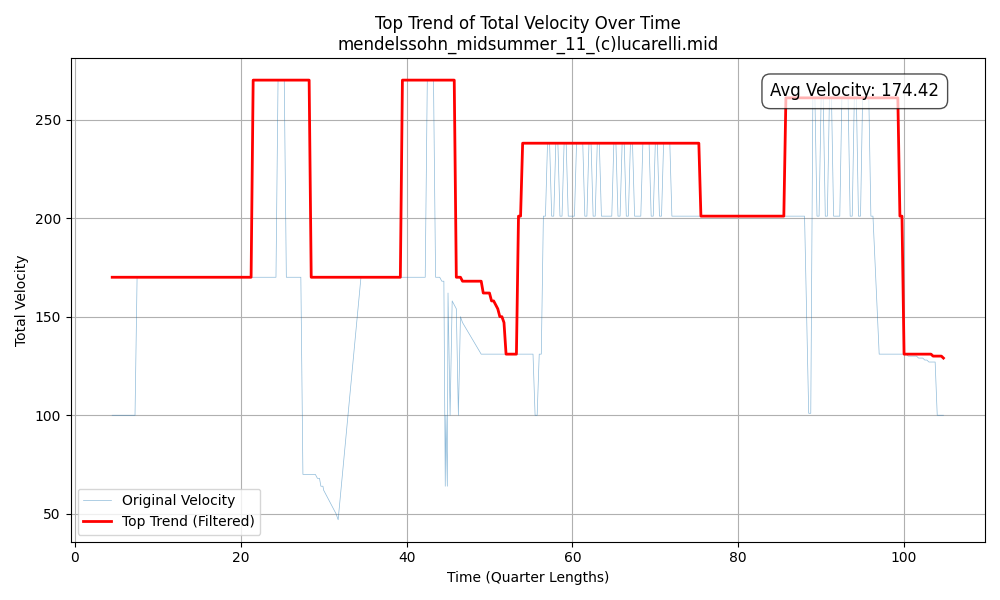 Top Trend of Total Velocity Over Time
mendelssohn_midsummer_11_(c)lucarelli.mid
Avg Velocity: 174.42
Total Velocity
250
200
150
100
50
Original Velocity
Top Trend (Filtered)
0 20 40 60 80 100
Time (Quarter Lengths)